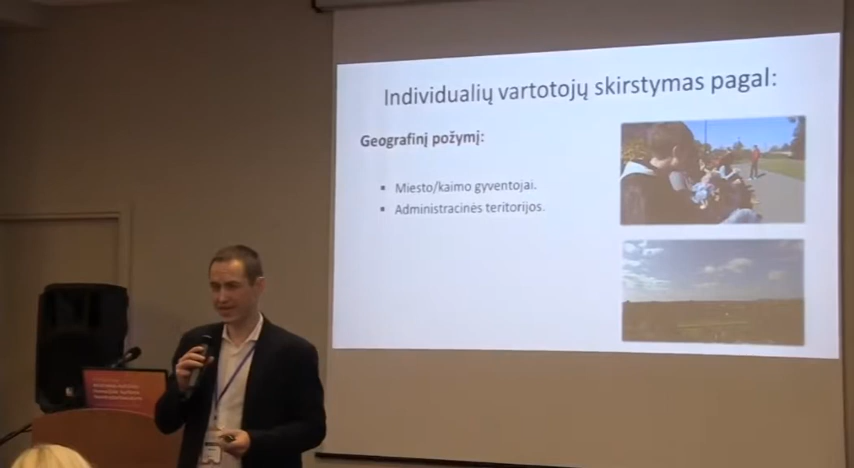 Individualių vartotojų skirstymas pagal:
Geografinį požymį:
▪ Miesto/kaimo gyventojai.
▪ Administracinės teritorijos.